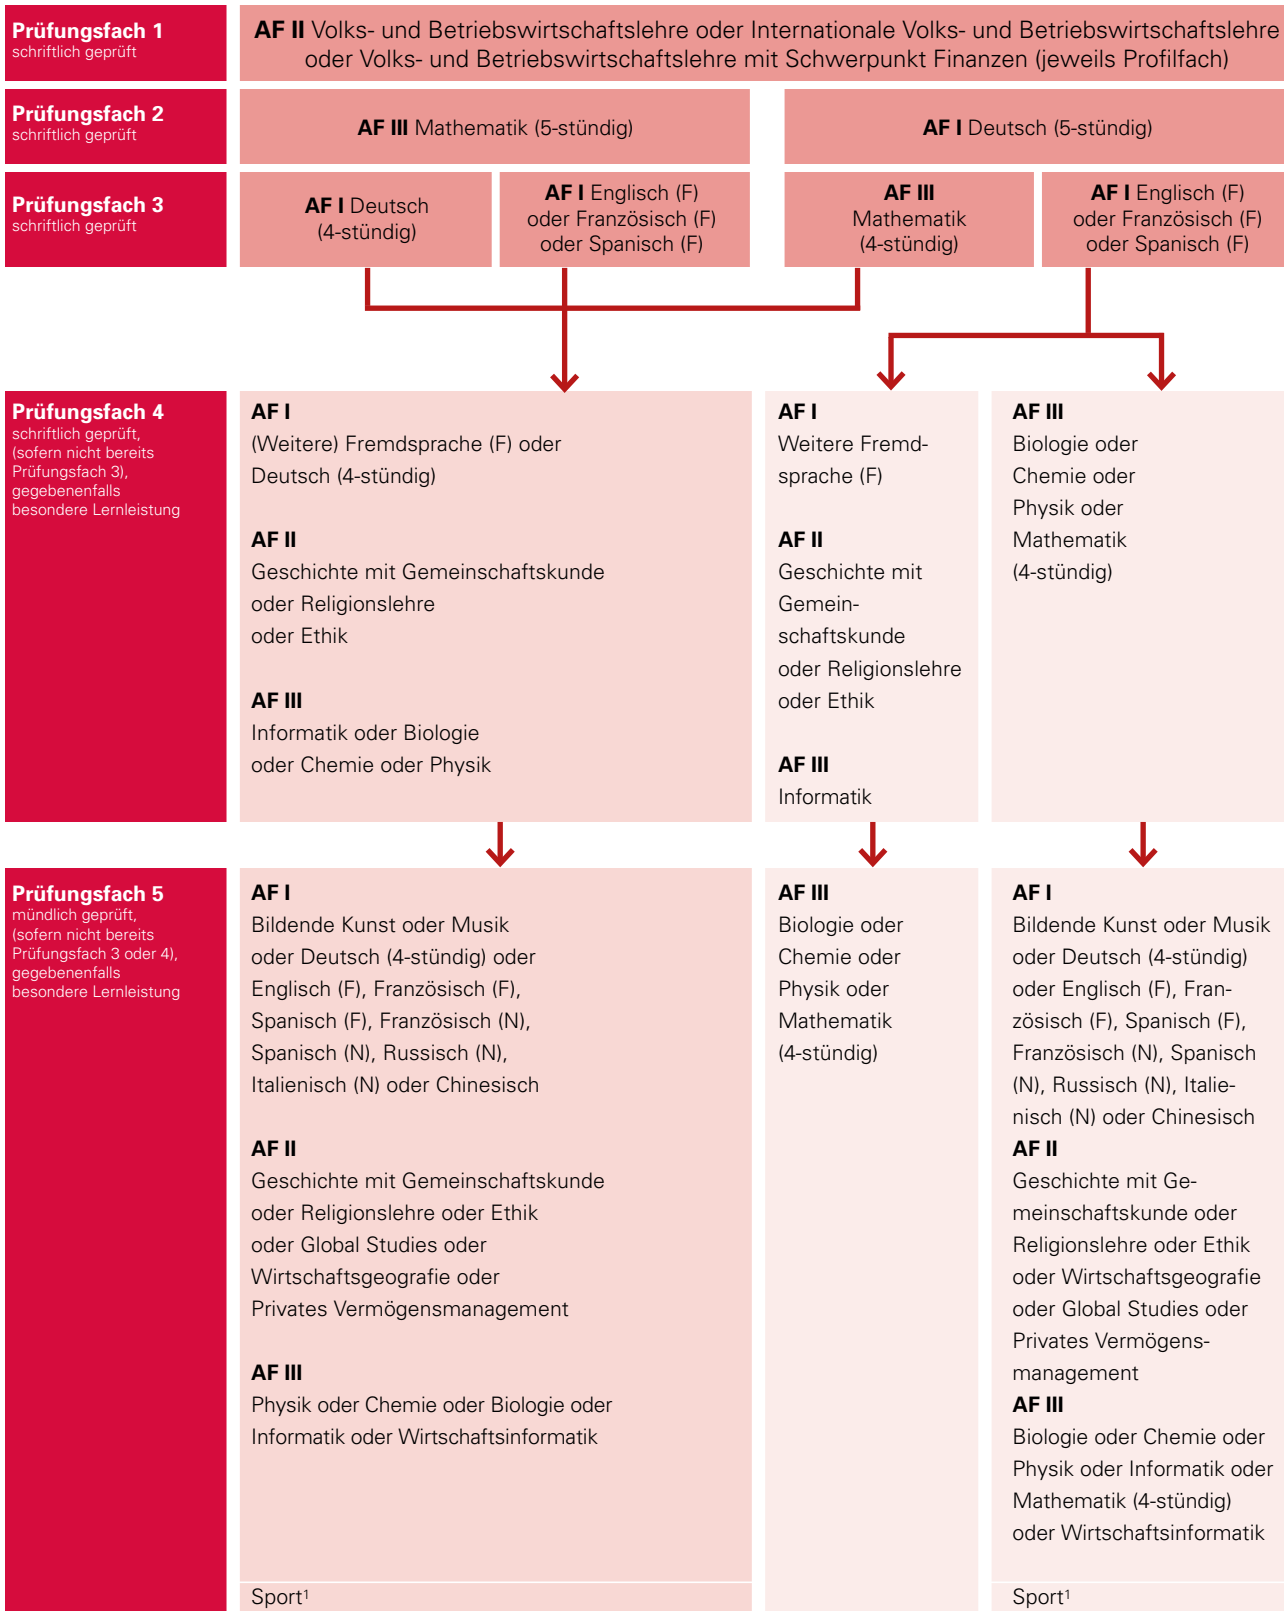 Prüfungsfach 1
schriftlich geprüft
AF II Volks- und Betriebswirtschaftslehre oder Internationale Volks- und Betriebswirtschaftslehre
oder Volks- und Betriebswirtschaftslehre mit Schwerpunkt Finanzen (jeweils Profilfach)
Prüfungsfach 2
schriftlich geprüft
AF III Mathematik (5-stündig)
AF I Deutsch (5-stündig)
Prüfungsfach 3
schriftlich geprüft
AF I Deutsch
(4-stündig)
AF I Englisch (F)
oder Französisch (F)
oder Spanisch (F)
AF III
Mathematik
(4-stündig)
AF I Englisch (F)
oder Französisch (F)
oder Spanisch (F)
Prüfungsfach 4
schriftlich geprüft,
(sofern nicht bereits
Prüfungsfach 3),
gegebenenfalls
besondere Lernleistung
AF I
(Weitere) Fremdsprache (F) oder
Deutsch (4-stündig)
AF II
Geschichte mit Gemeinschaftskunde
oder Religionslehre
oder Ethik
AF III
Informatik oder Biologie
oder Chemie oder Physik
AF I
Weitere Fremd-
sprache (F)
AF II
Geschichte mit
Gemein-
schaftskunde
oder Religionslehre
oder Ethik
AF III
Informatik
AF III
Biologie oder
Chemie oder
Physik oder
Mathematik
(4-stündig)
Prüfungsfach 5
mündlich geprüft,
(sofern nicht bereits
Prüfungsfach 3 oder 4),
gegebenenfalls
besondere Lernleistung
AF I
Bildende Kunst oder Musik
oder Deutsch (4-stündig) oder
Englisch (F), Französisch (F),
Spanisch (F), Französisch (N),
Spanisch (N), Russisch (N),
Italienisch (N) oder Chinesisch
AF II
Geschichte mit Gemeinschaftskunde
oder Religionslehre oder Ethik
oder Global Studies oder
Wirtschaftsgeografie oder
Privates Vermögensmanagement
AF III
Physik oder Chemie oder Biologie oder
Informatik oder Wirtschaftsinformatik
Sport¹
AF III
Biologie oder
Chemie oder
Physik oder
Mathematik
(4-stündig)
AF I
Bildende Kunst oder Musik
oder Deutsch (4-stündig)
oder Englisch (F), Fran-
zösisch (F), Spanisch (F),
Französisch (N), Spanisch
(N), Russisch (N), Italie-
nisch (N) oder Chinesisch
AF II
Geschichte mit Ge-
meinschaftskunde oder
Religionslehre oder Ethik
oder Wirtschaftsgeografie
oder Global Studies oder
Privates Vermögens-
management
AF III
Biologie oder Chemie oder
Physik oder Informatik oder
Mathematik (4-stündig)
oder Wirtschaftsinformatik
Sport¹